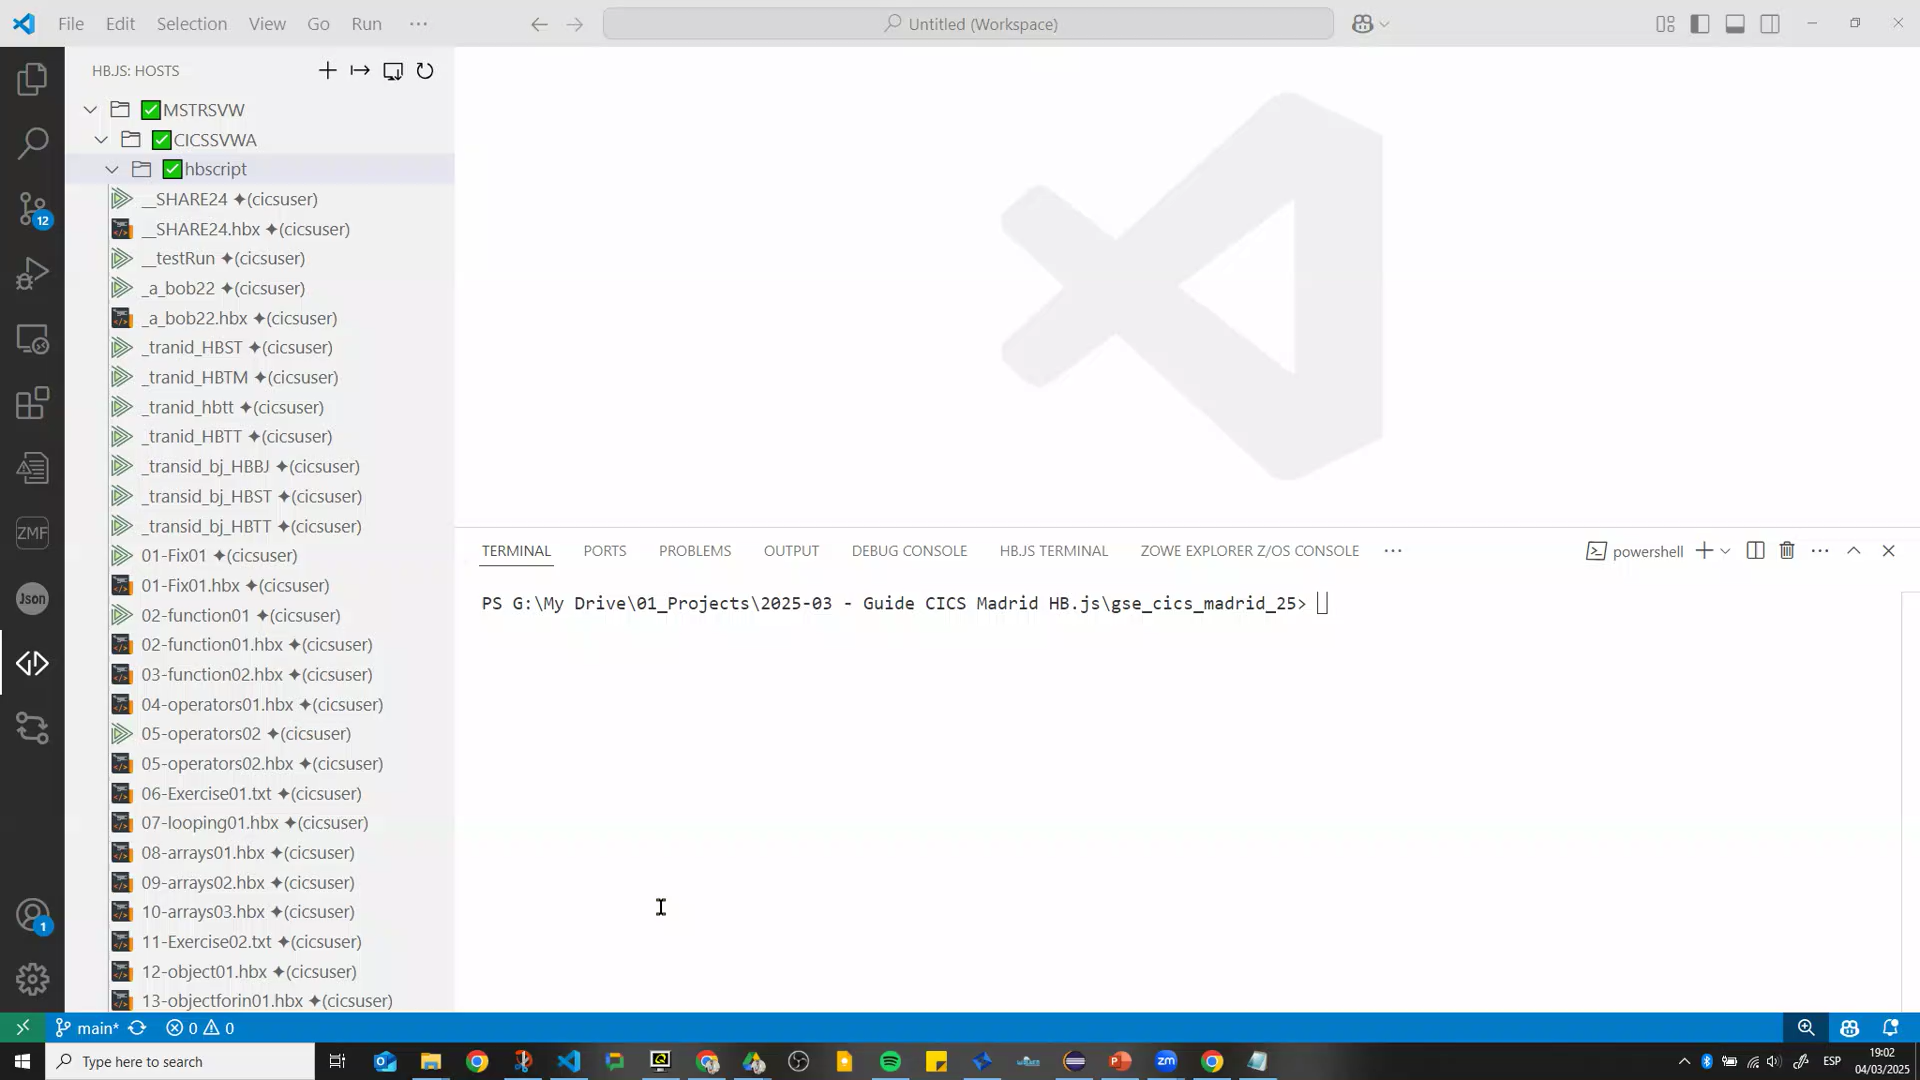 File Edit Selection View Go Run ···
Untitled (Workspace)
HB.JS: HOSTS
MSTRSVW
CICSSVWA
hbscript
__SHARE24 ✦(cicsuser)
__SHARE24.hbx ✦(cicsuser)
__testRun ✦(cicsuser)
_a_bob22 ✦(cicsuser)
_a_bob22.hbx ✦(cicsuser)
_tranid_HBST ✦(cicsuser)
_tranid_HBTM ✦(cicsuser)
_tranid_hbtt ✦(cicsuser)
_tranid_HBTT ✦(cicsuser)
_transid_bj_HBBJ ✦(cicsuser)
_transid_bj_HBST ✦(cicsuser)
_transid_bj_HBTT ✦(cicsuser)
01-Fix01 ✦(cicsuser)
01-Fix01.hbx ✦(cicsuser)
02-function01 ✦(cicsuser)
02-function01.hbx ✦(cicsuser)
03-function02.hbx ✦(cicsuser)
04-operators01.hbx ✦(cicsuser)
05-operators02 ✦(cicsuser)
05-operators02.hbx ✦(cicsuser)
06-Exercise01.txt ✦(cicsuser)
07-looping01.hbx ✦(cicsuser)
08-arrays01.hbx ✦(cicsuser)
09-arrays02.hbx ✦(cicsuser)
10-arrays03.hbx ✦(cicsuser)
11-Exercise02.txt ✦(cicsuser)
12-object01.hbx ✦(cicsuser)
13-objectforin01.hbx ✦(cicsuser)
12
ZMF
Json
1
TERMINAL PORTS PROBLEMS OUTPUT DEBUG CONSOLE HBJS TERMINAL ZOWE EXPLORER Z/OS CONSOLE ··· powershell
PS G:\My Drive\01_Projects\2025-03 - Guide CICS Madrid HB.js\gse_cics_madrid_25>
main* 0 0
Type here to search
zm
ESP
19:02
04/03/2025